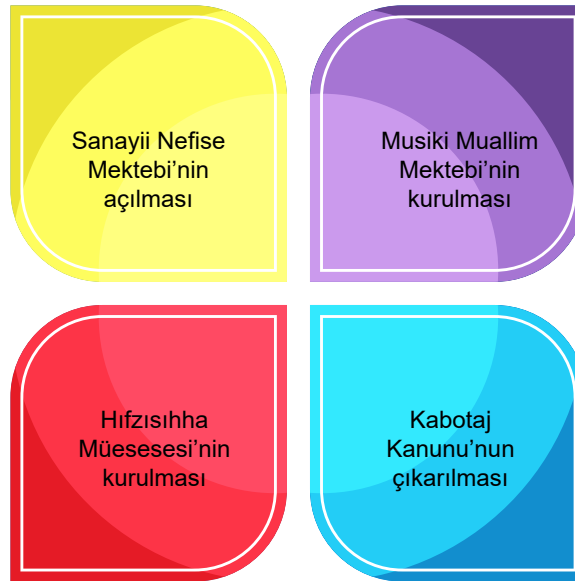 Sanayii Nefise
Mektebi’nin
açılması
Musiki Muallim
Mektebi’nin
kurulması
Hıfzısıhha
Müesesesi’nin
kurulması
Kabotaj
Kanunu’nun
çıkarılması